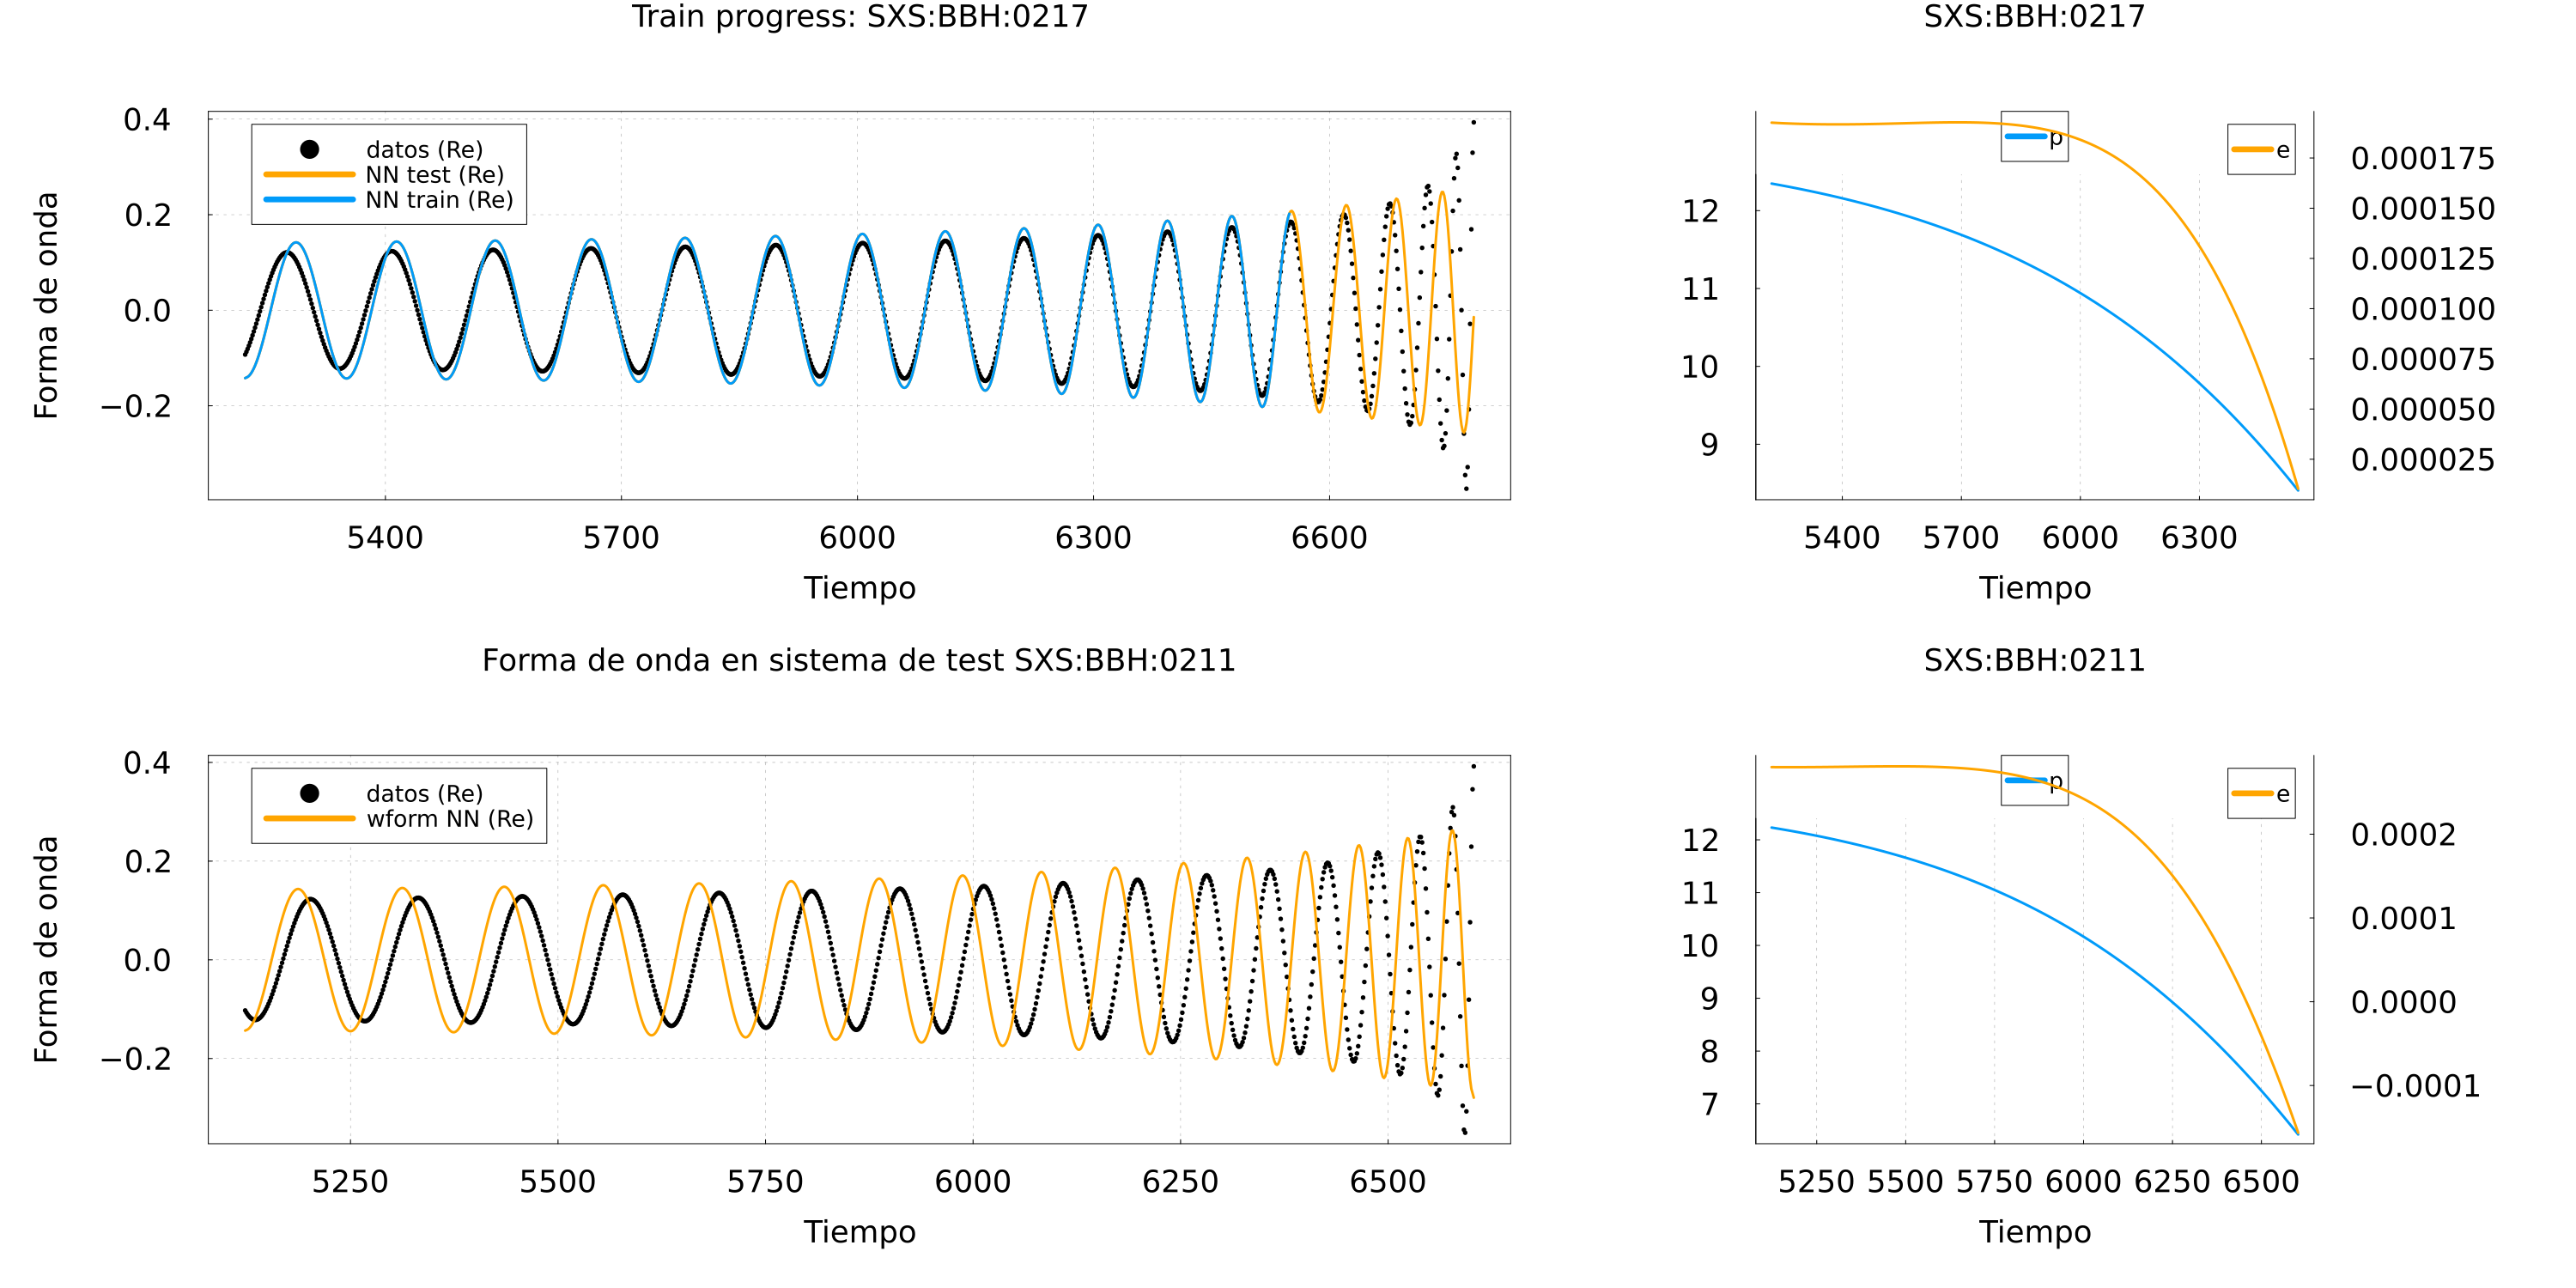 Train progress: SXS:BBH:0217
Forma de onda
0.4
0.2
0.0
−0.2
datos (Re)
NN test (Re)
NN train (Re)
5400 5700 6000 6300 6600
Tiempo
SXS:BBH:0217
12
11
10
9
p
e
0.000175
0.000150
0.000125
0.000100
0.000075
0.000050
0.000025
5400 5700 6000 6300
Tiempo
Forma de onda en sistema de test SXS:BBH:0211
Forma de onda
0.4
0.2
0.0
−0.2
datos (Re)
wform NN (Re)
5250 5500 5750 6000 6250 6500
Tiempo
SXS:BBH:0211
12
11
10
9
8
7
p
e
0.0002
0.0001
0.0000
−0.0001
5250 5500 5750 6000 6250 6500
Tiempo